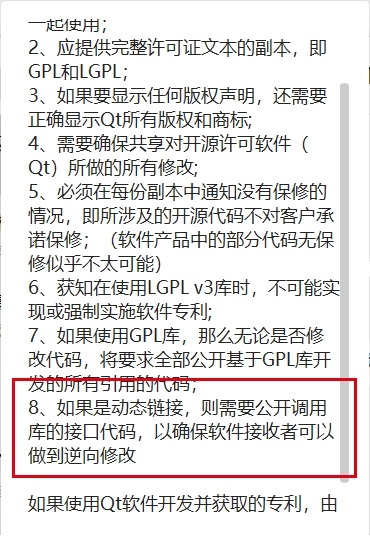 一起使用；
2、应提供完整许可证文本的副本，即
GPL和LGPL；
3、如果要显示任何版权声明，还需要
正确显示Qt所有版权和商标;
4、需要确保共享对开源许可软件（
Qt）所做的所有修改;
5、必须在每份副本中通知没有保修的
情况，即所涉及的开源代码不对客户承
诺保修；（软件产品中的部分代码无保
修似乎不太可能）
6、获知在使用LGPL v3库时，不可能实
现或强制实施软件专利;
7、如果使用GPL库，那么无论是否修
改代码，将要求全部公开基于GPL库开
发的所有引用的代码；
8、如果是动态链接，则需要公开调用
库的接口代码，以确保软件接收者可以
做到逆向修改
如果使用Qt软件开发并获取的专利，由